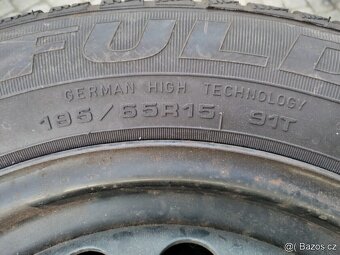 FULD
GERMAN HIGH TECHNOLOGY
195/65R15 91T
© Bazos.cz